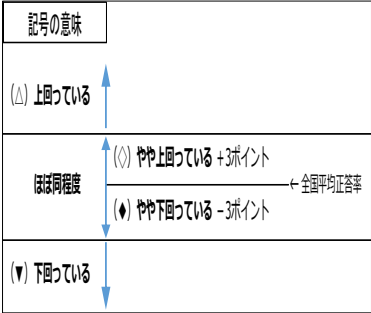 記号の意味
(△) 上回っている
(◇) やや上回っている +3ポイント
ほぼ同程度
← 全国平均正答率
(♦) やや下回っている −3ポイント
(▼) 下回っている